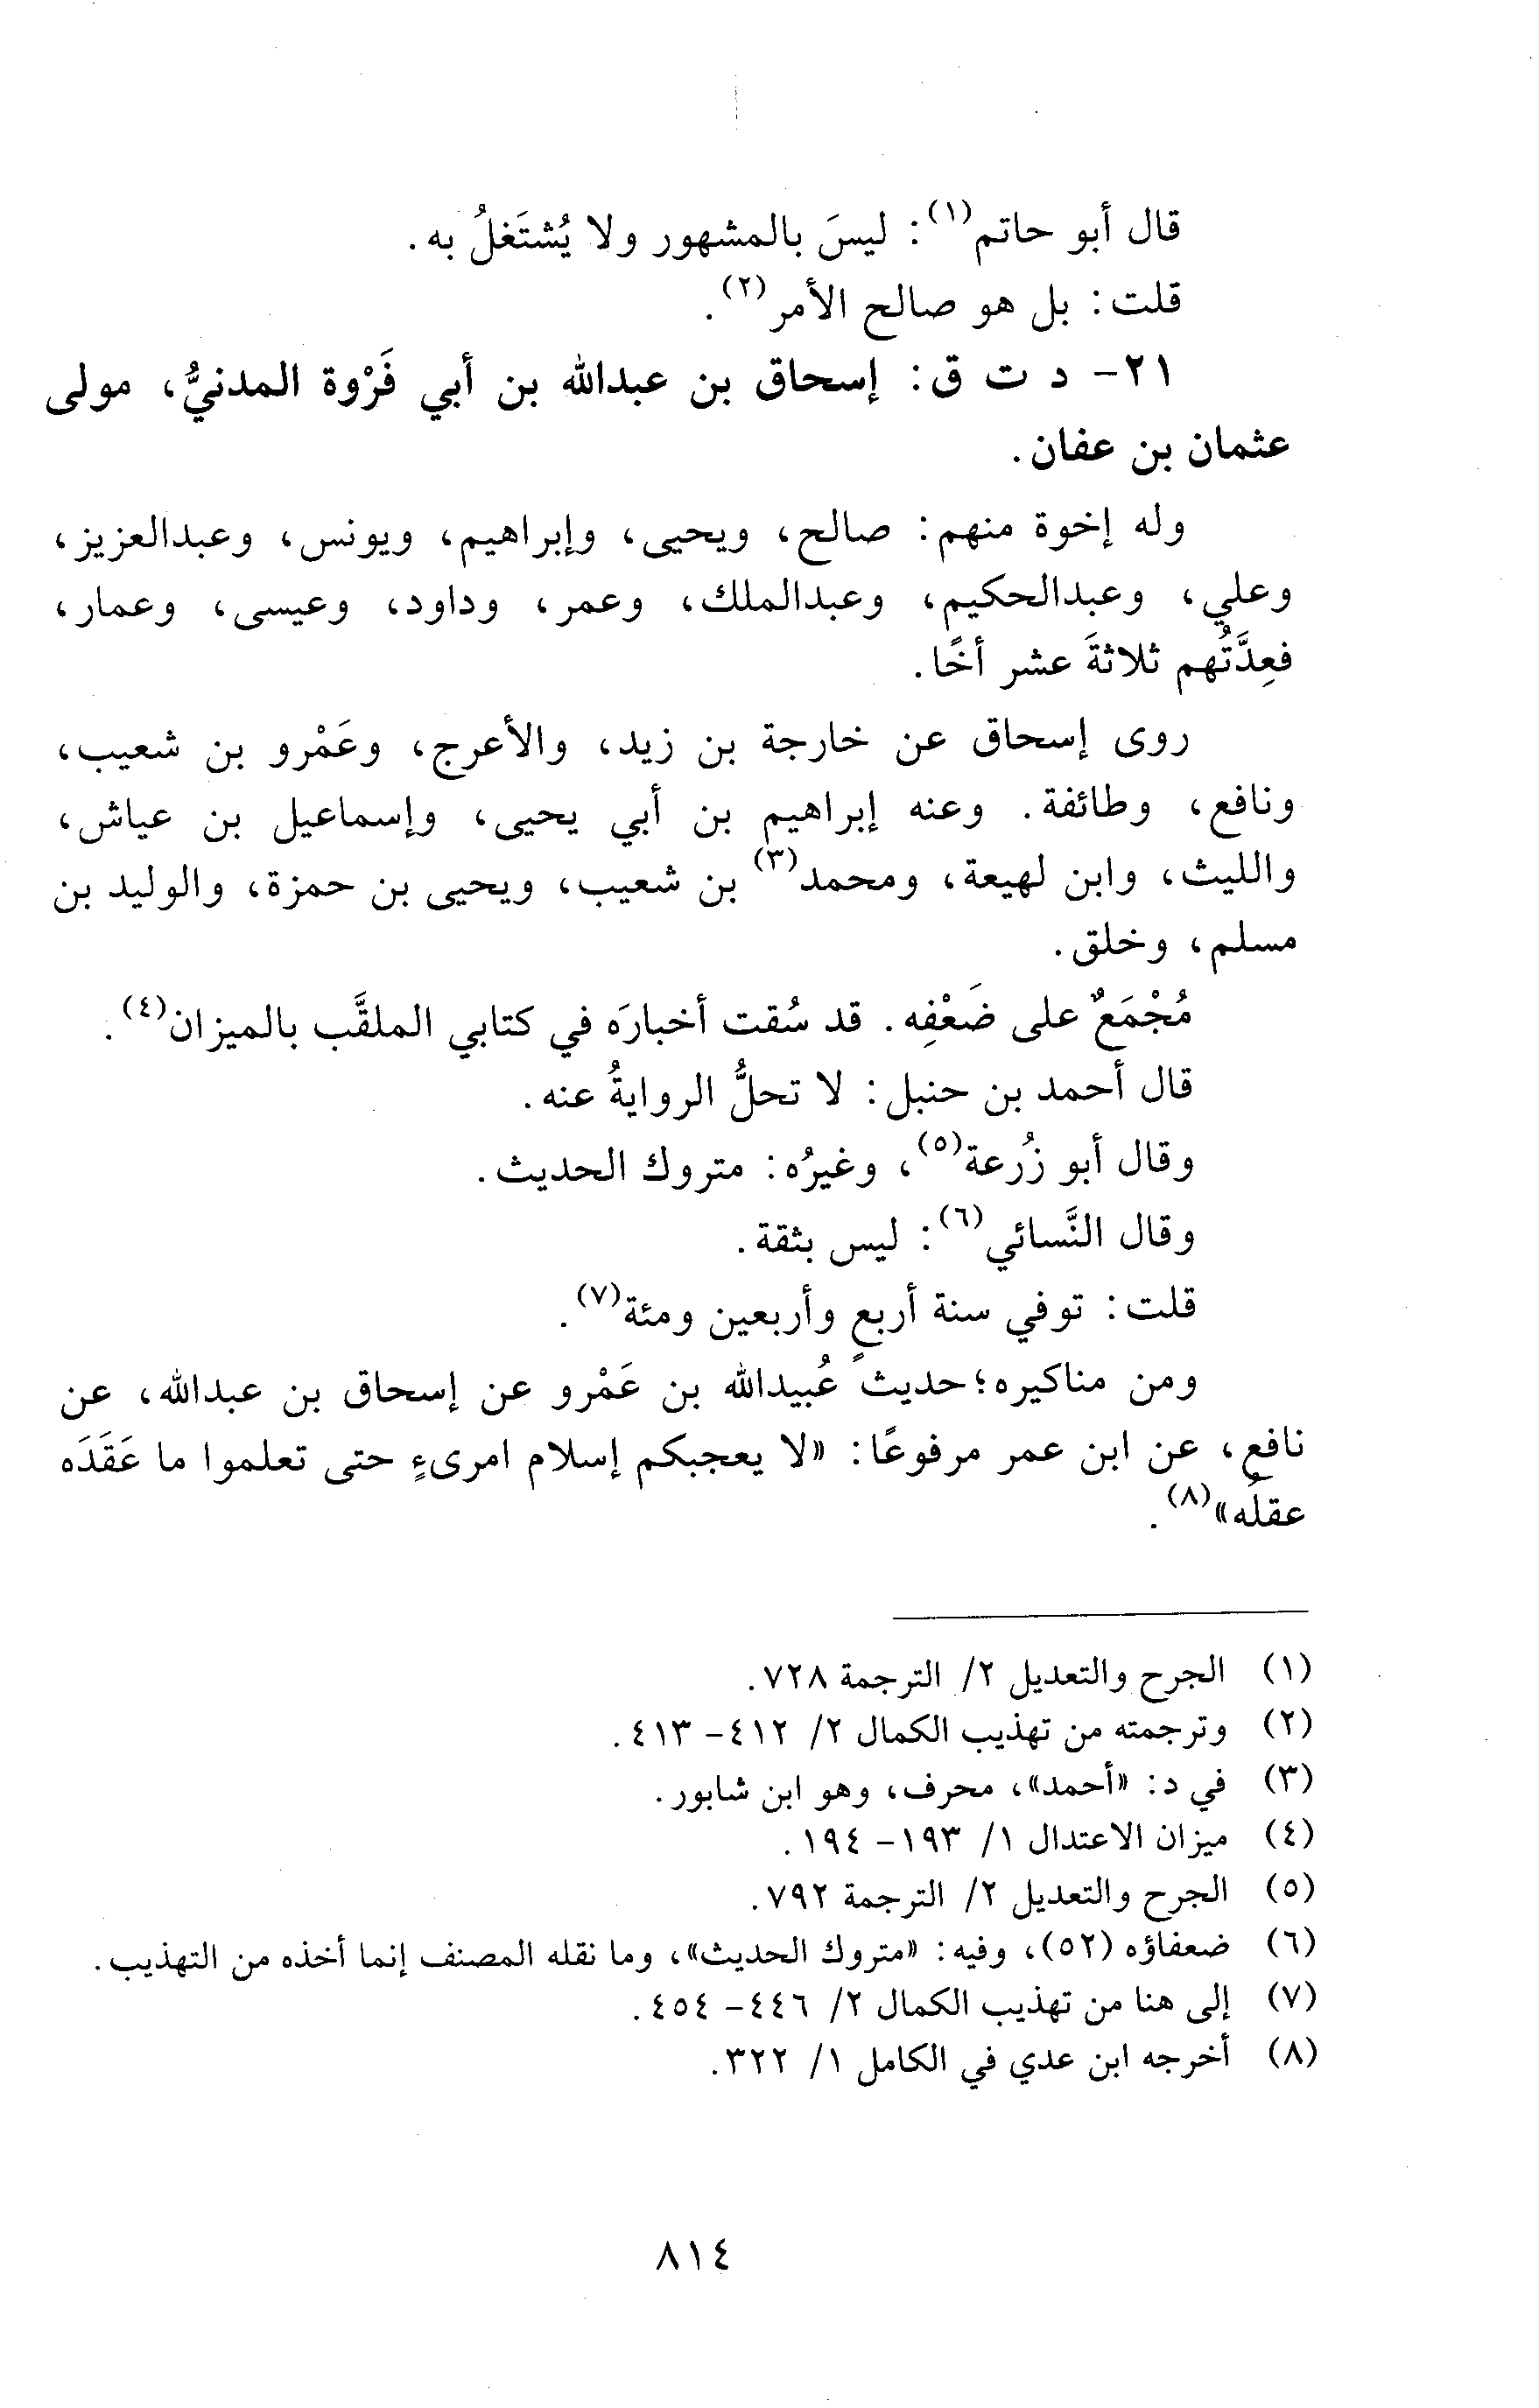 قال أبو حاتم(١): ليسَ بالمشهور ولا يُشتَغلُ به.
قلت: بل هو صالح الأمر(٢).
٢١- د ت ق: إسحاق بن عبدالله بن أبي فَرْوة المدنيُّ، مولى
عثمان بن عفان.
وله إخوة منهم: صالح، ويحيى، وإبراهيم، ويونس، وعبدالعزيز،
وعلي، وعبدالحكيم، وعبدالملك، وعمر، وداود، وعيسى، وعمار،
فعِدَّتُهم ثلاثةَ عشر أخًا.
روى إسحاق عن خارجة بن زيد، والأعرج، وعَمْرو بن شعيب،
ونافع، وطائفة. وعنه إبراهيم بن أبي يحيى، وإسماعيل بن عياش،
والليث، وابن لهيعة، ومحمد(٣) بن شعيب، ويحيى بن حمزة، والوليد بن
مسلم، وخلق.
مُجْمَعٌ على ضَعْفِه. قد سُقت أخبارَه في كتابي الملقَّب بالميزان(٤).
قال أحمد بن حنبل: لا تحلُّ الروايةُ عنه.
وقال أبو زُرعة(٥)، وغيرُه: متروك الحديث.
وقال النَّسائي(٦): ليس بثقة.
قلت: توفي سنة أربعٍ وأربعين ومئة(٧).
ومن مناكيره؛ حديث عُبيدالله بن عَمْرو عن إسحاق بن عبدالله، عن
نافع، عن ابن عمر مرفوعًا: «لا يعجبكم إسلام امرىءٍ حتى تعلموا ما عَقَدَه
عقلُه»(٨).
(١) الجرح والتعديل ٢/ الترجمة ٧٢٨.
(٢) وترجمته من تهذيب الكمال ٢/ ٤١٢- ٤١٣.
(٣) في د: «أحمد»، محرف، وهو ابن شابور.
(٤) ميزان الاعتدال ١/ ١٩٣- ١٩٤.
(٥) الجرح والتعديل ٢/ الترجمة ٧٩٢.
(٦) ضعفاؤه (٥٢)، وفيه: «متروك الحديث»، وما نقله المصنف إنما أخذه من التهذيب.
(٧) إلى هنا من تهذيب الكمال ٢/ ٤٤٦- ٤٥٤.
(٨) أخرجه ابن عدي في الكامل ١/ ٣٢٢.
٨١٤